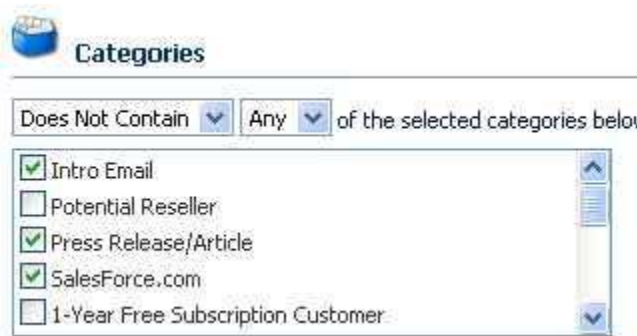 Categories
Does Not Contain Any of the selected categories
Intro Email
Potential Reseller
Press Release/Article
SalesForce.com
1-Year Free Subscription Customer